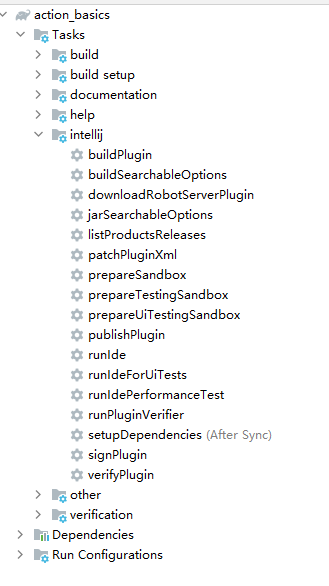 action_basics
Tasks
build
build setup
documentation
help
intellij
buildPlugin
buildSearchableOptions
downloadRobotServerPlugin
jarSearchableOptions
listProductsReleases
patchPluginXml
prepareSandbox
prepareTestingSandbox
prepareUiTestingSandbox
publishPlugin
runIde
runIdeForUiTests
runIdePerformanceTest
runPluginVerifier
setupDependencies (After Sync)
signPlugin
verifyPlugin
other
verification
Dependencies
Run Configurations